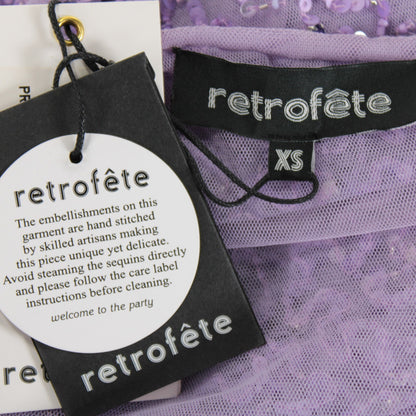 PR
retrofête
XS
retrofête
The embellishments on this
garment are hand stitched
by skilled artisans making
this piece unique yet delicate.
Avoid steaming the sequins directly
and please follow the care label
instructions before cleaning.
welcome to the party
retrofête